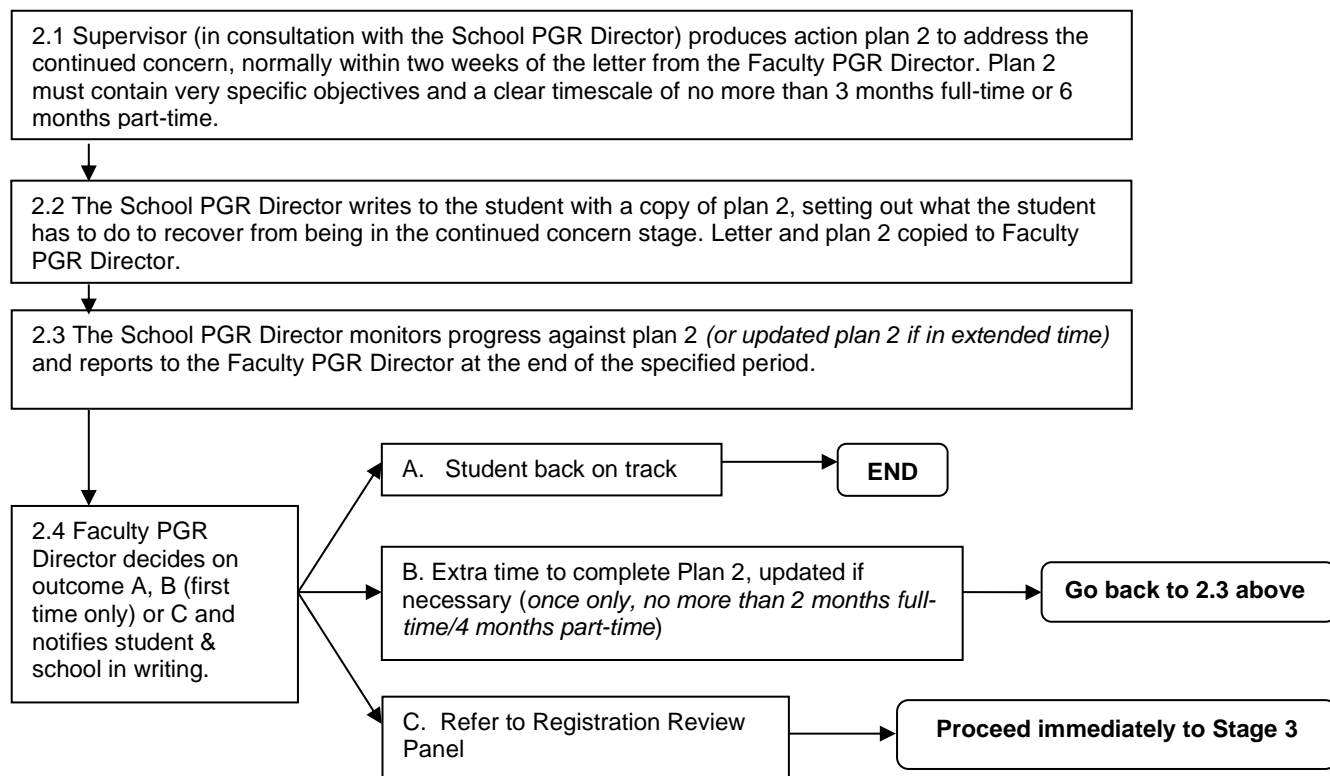 2.1 Supervisor (in consultation with the School PGR Director) produces action plan 2 to address the
continued concern, normally within two weeks of the letter from the Faculty PGR Director. Plan 2
must contain very specific objectives and a clear timescale of no more than 3 months full-time or 6
months part-time.
2.2 The School PGR Director writes to the student with a copy of plan 2, setting out what the student
has to do to recover from being in the continued concern stage. Letter and plan 2 copied to Faculty
PGR Director.
2.3 The School PGR Director monitors progress against plan 2 (or updated plan 2 if in extended time)
and reports to the Faculty PGR Director at the end of the specified period.
2.4 Faculty PGR
Director decides on
outcome A, B (first
time only) or C and
notifies student &
school in writing.
A. Student back on track
END
B. Extra time to complete Plan 2, updated if
necessary (once only, no more than 2 months full-
time/4 months part-time)
Go back to 2.3 above
C. Refer to Registration Review
Panel
Proceed immediately to Stage 3